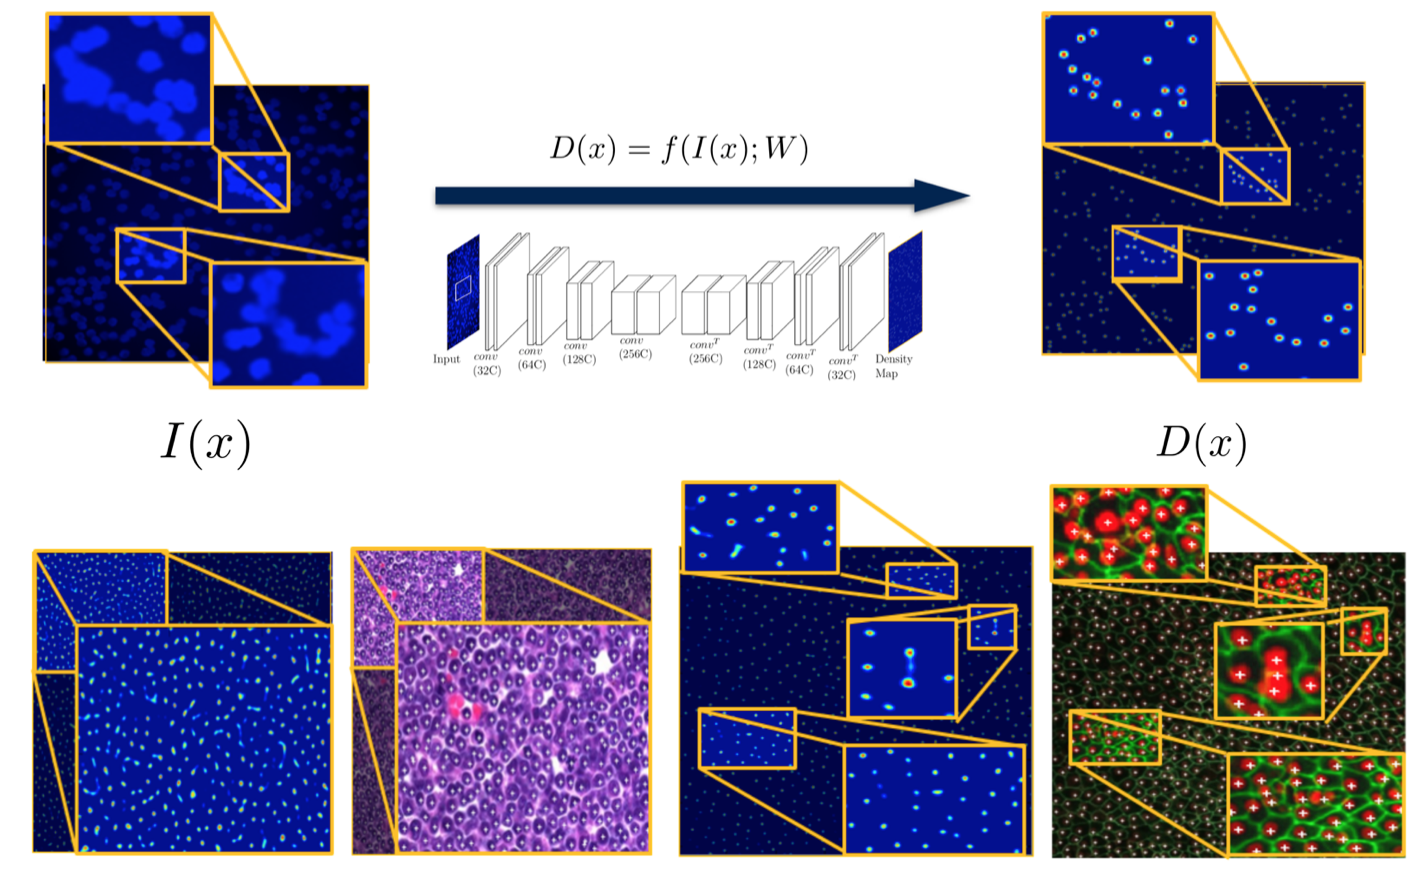 D(x) = f(I(x); W)
Input
conv
(32C)
conv
(64C)
conv
(128C)
conv
(256C)
conv^T
(256C)
conv^T
(128C)
conv^T
(64C)
conv^T
(32C)
Density
Map
I(x)
D(x)